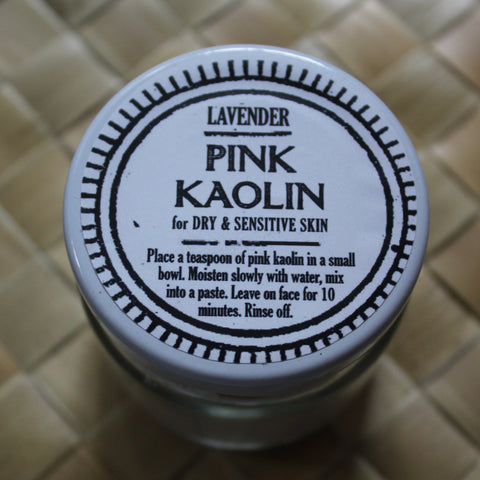 LAVENDER
PINK
KAOLIN
for DRY & SENSITIVE SKIN
Place a teaspoon of pink kaolin in a small
bowl. Moisten slowly with water, mix
into a paste. Leave on face for 10
minutes. Rinse off.